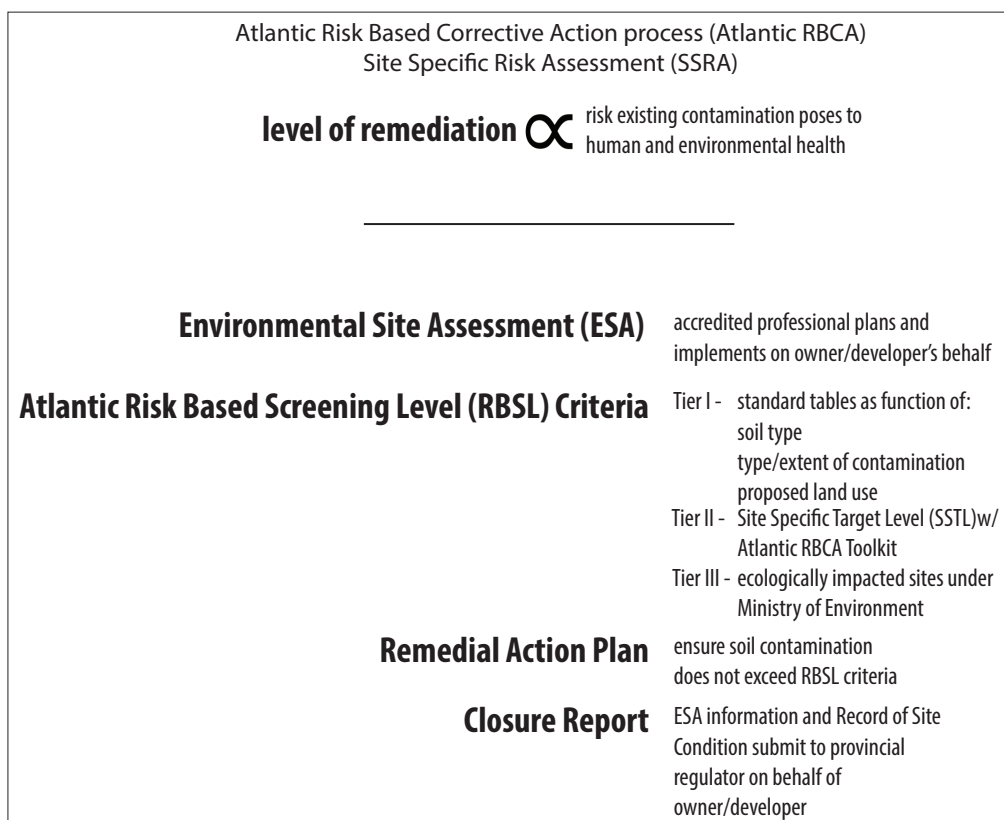 Atlantic Risk Based Corrective Action process (Atlantic RBCA)
Site Specific Risk Assessment (SSRA)
level of remediation ∝ risk existing contamination poses to
human and environmental health
Environmental Site Assessment (ESA)
accredited professional plans and
implements on owner/developer's behalf
Atlantic Risk Based Screening Level (RBSL) Criteria
Tier I - standard tables as function of:
soil type
type/extent of contamination
proposed land use
Tier II - Site Specific Target Level (SSTL)w/
Atlantic RBCA Toolkit
Tier III - ecologically impacted sites under
Ministry of Environment
Remedial Action Plan
ensure soil contamination
does not exceed RBSL criteria
Closure Report
ESA information and Record of Site
Condition submit to provincial
regulator on behalf of
owner/developer